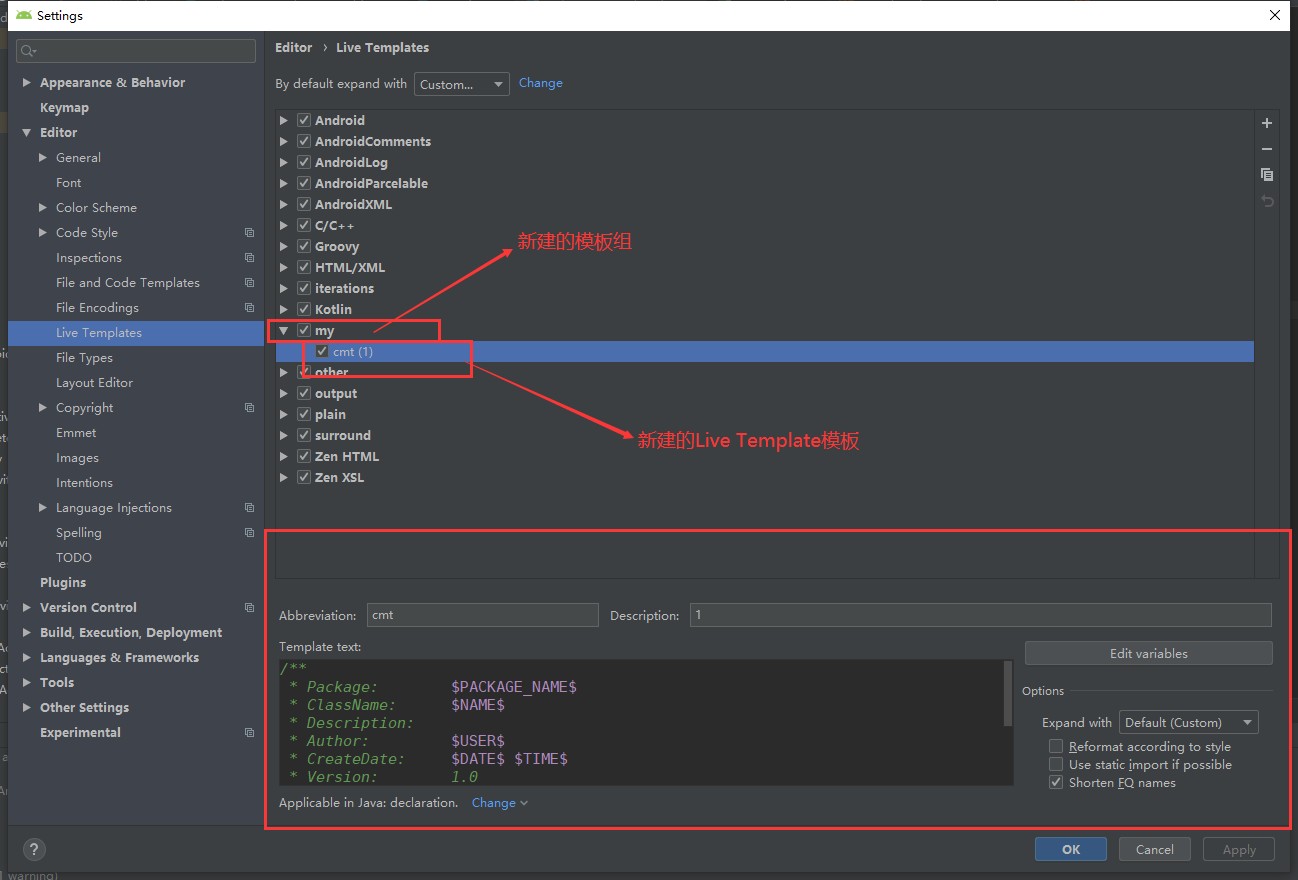 Settings
Appearance & Behavior
Keymap
Editor
General
Font
Color Scheme
Code Style
Inspections
File and Code Templates
File Encodings
Live Templates
File Types
Layout Editor
Copyright
Emmet
Images
Intentions
Language Injections
Spelling
TODO
Plugins
Version Control
Build, Execution, Deployment
Languages & Frameworks
Tools
Other Settings
Experimental
Editor › Live Templates
By default expand with Custom... Change
Android
AndroidComments
AndroidLog
AndroidParcelable
AndroidXML
C/C++
Groovy
HTML/XML
iterations
Kotlin
my
cmt (1)
other
output
plain
surround
Zen HTML
Zen XSL
新建的模板组
新建的Live Template模板
Abbreviation: cmt Description: 1
Template text:
/**
* Package: $PACKAGE_NAME$
* ClassName: $NAME$
* Description:
* Author: $USER$
* CreateDate: $DATE$ $TIME$
* Version: 1.0
Applicable in Java: declaration. Change
Edit variables
Options
Expand with Default (Custom)
Reformat according to style
Use static import if possible
Shorten FQ names
?
OK Cancel Apply
warning)